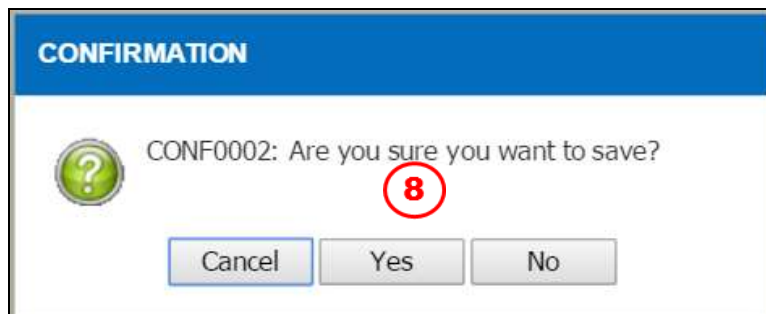 CONFIRMATION
CONF0002: Are you sure you want to save?
8
Cancel Yes No